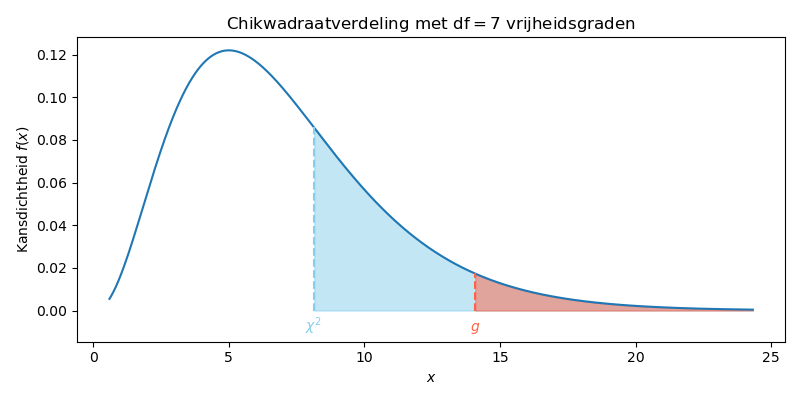 Chikwadraatverdeling met df = 7 vrijheidsgraden
Kansdichtheid f(x)
0.12
0.10
0.08
0.06
0.04
0.02
0.00
χ²
g
0 5 10 15 20 25
x